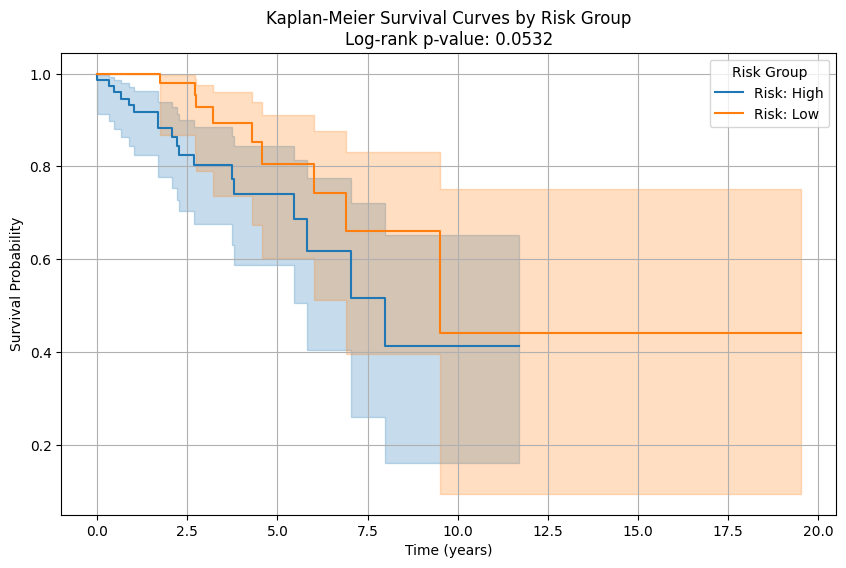 Kaplan-Meier Survival Curves by Risk Group
Log-rank p-value: 0.0532
Risk Group
Risk: High
Risk: Low
Survival Probability
1.0
0.8
0.6
0.4
0.2
0.0 2.5 5.0 7.5 10.0 12.5 15.0 17.5 20.0
Time (years)